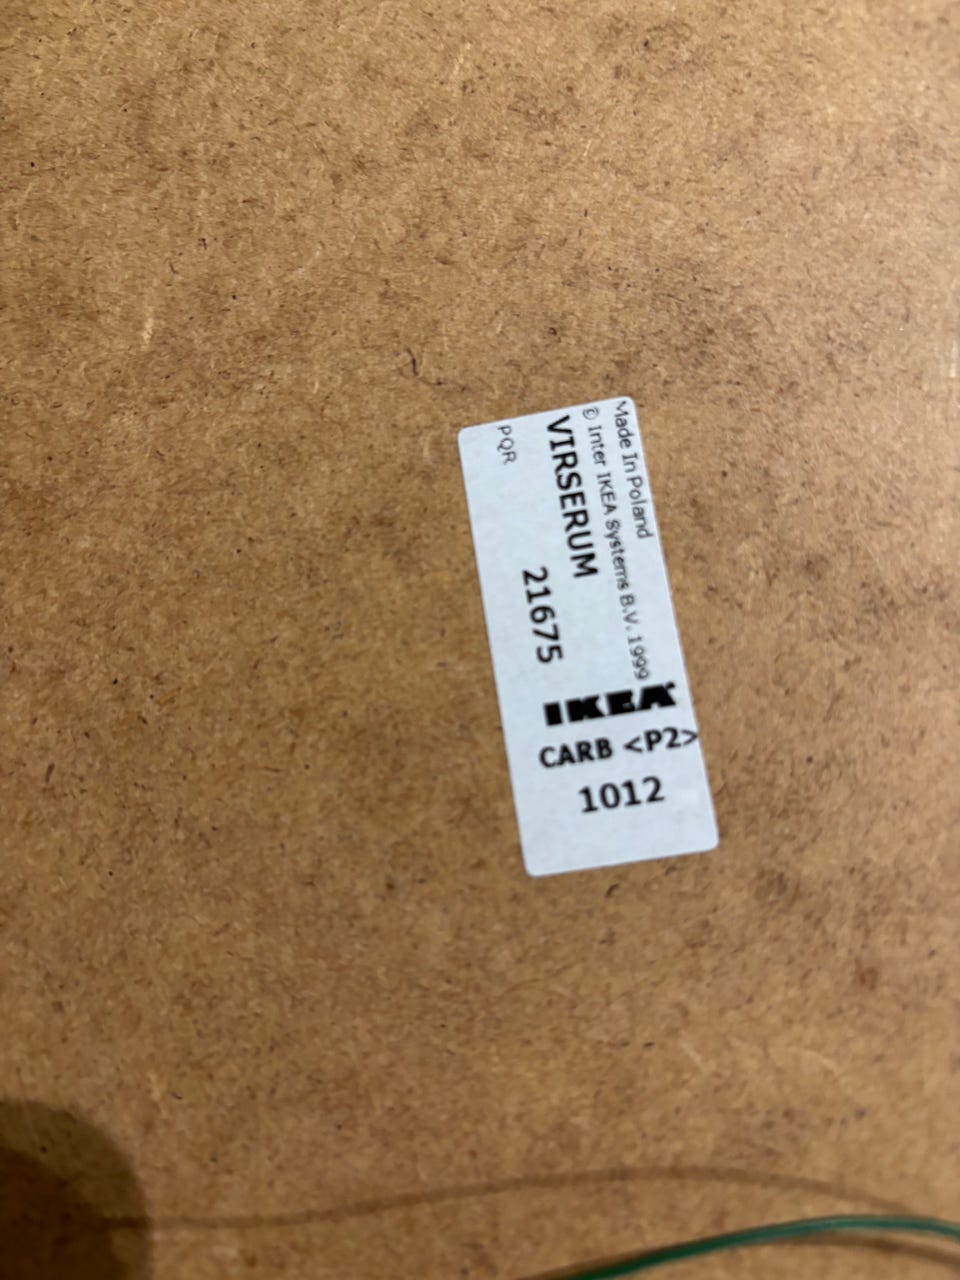 Made In Poland
© Inter IKEA Systems B.V. 1999
VIRSERUM
21675
PQR
IKEA
CARB <P2>
1012